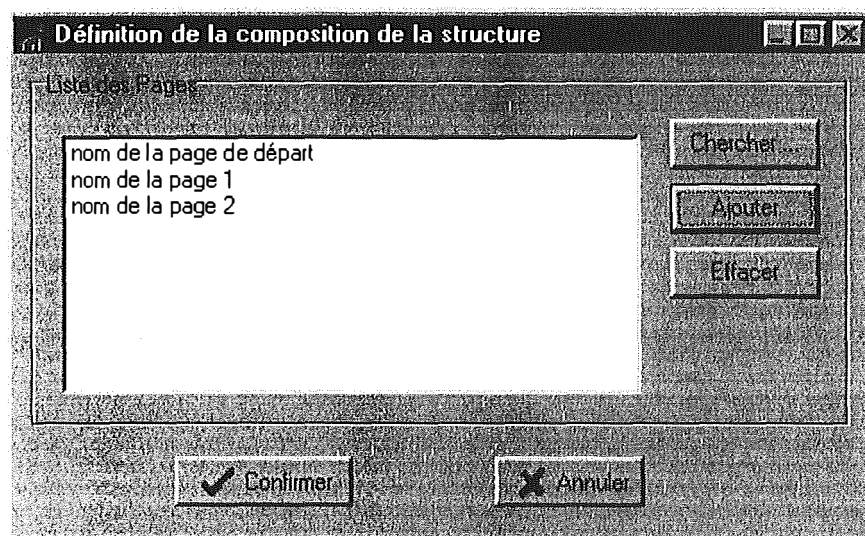 Définition de la composition de la structure
Liste des Pages
nom de la page de départ
nom de la page 1
nom de la page 2
Chercher ...
Ajouter
Effacer
Confirmer
Annuler